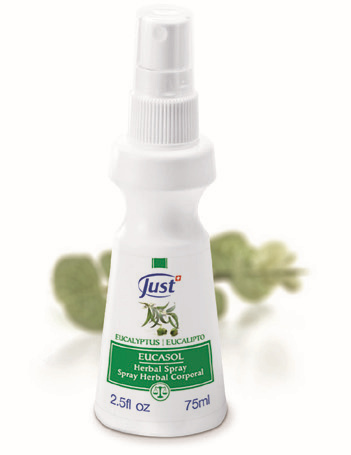 Just
EUCALYPTUS | EUCALIPTO
EUCASOL
Herbal Spray
Spray Herbal Corporal
2.5fl oz 75ml